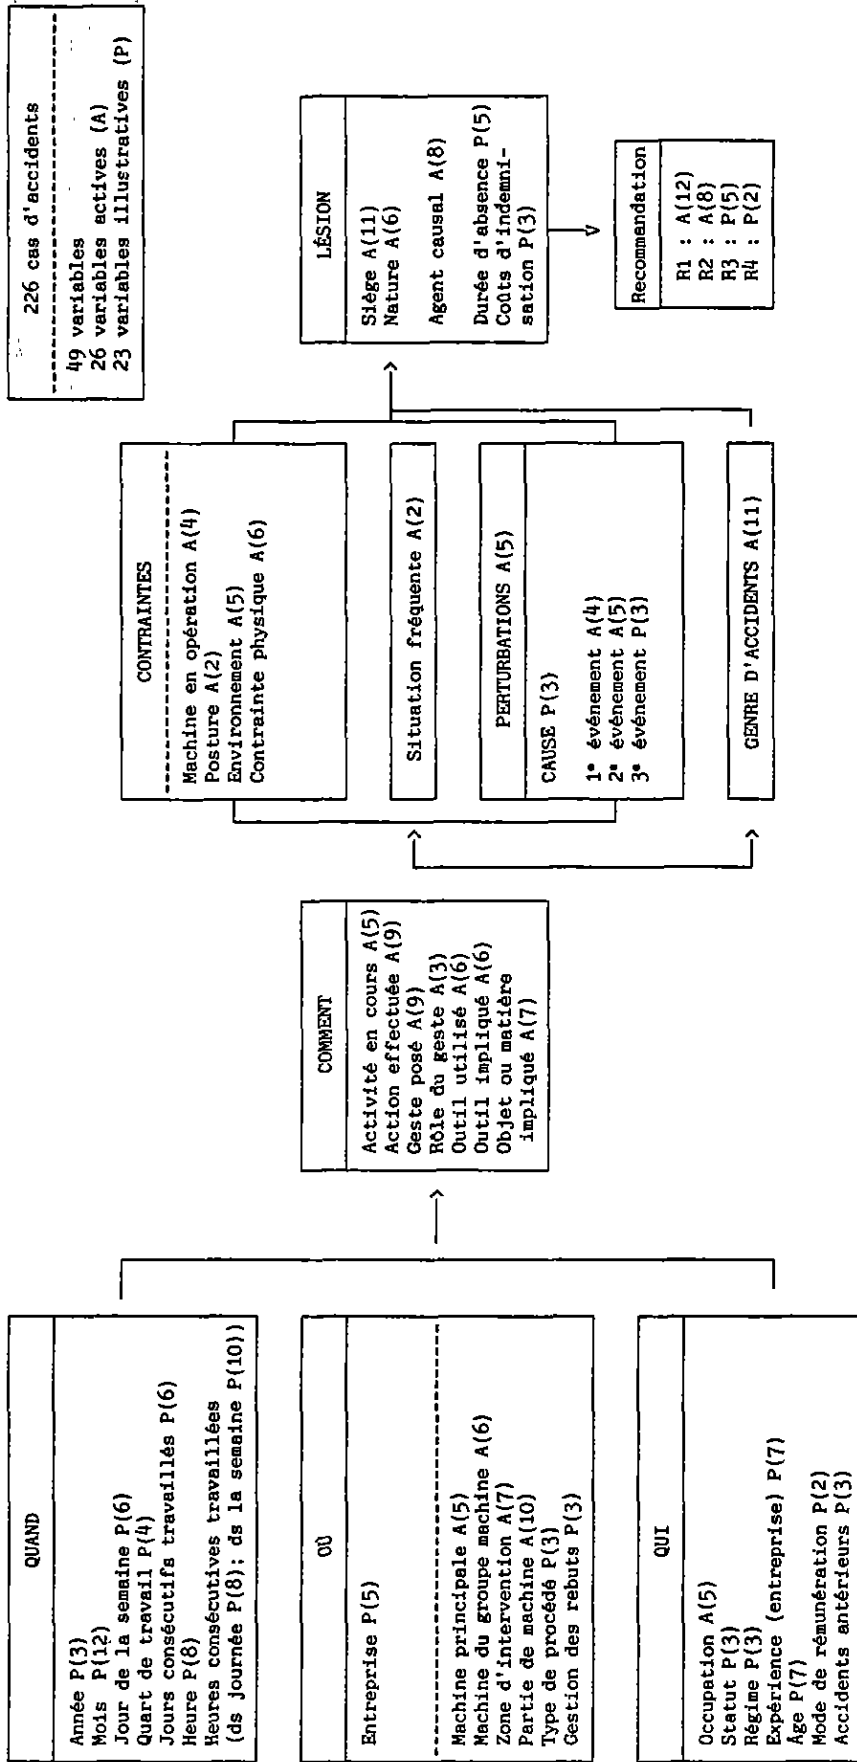 226 cas d'accidents
49 variables
26 variables actives (A)
23 variables illustratives (P)
QUAND
Année P(3)
Mois P(12)
Jour de la semaine P(6)
Quart de travail P(4)
Jours consécutifs travaillés P(6)
Heure P(8)
Heures consécutives travaillées
(ds journée P(8); ds la semaine P(10))
OÙ
Entreprise P(5)
Machine principale A(5)
Machine du groupe machine A(6)
Zone d'intervention A(7)
Partie de machine A(10)
Type de procédé P(3)
Gestion des rebuts P(3)
QUI
Occupation A(5)
Statut P(3)
Régime P(3)
Expérience (entreprise) P(7)
Âge P(7)
Mode de rémunération P(2)
Accidents antérieurs P(3)
COMMENT
Activité en cours A(5)
Action effectuée A(9)
Geste posé A(9)
Rôle du geste A(3)
Outil utilisé A(6)
Outil impliqué A(6)
Objet ou matière
impliqué A(7)
CONTRAINTES
Machine en opération A(4)
Posture A(2)
Environnement A(5)
Contrainte physique A(6)
Situation fréquente A(2)
PERTURBATIONS A(5)
CAUSE P(3)
1° événement A(4)
2° événement A(5)
3° événement P(3)
GENRE D'ACCIDENTS A(11)
LÉSION
Siège A(11)
Nature A(6)
Agent causal A(8)
Durée d'absence P(5)
Coûts d'indemni-
sation P(3)
Recommandation
R1 : A(12)
R2 : A(8)
R3 : P(5)
R4 : P(2)